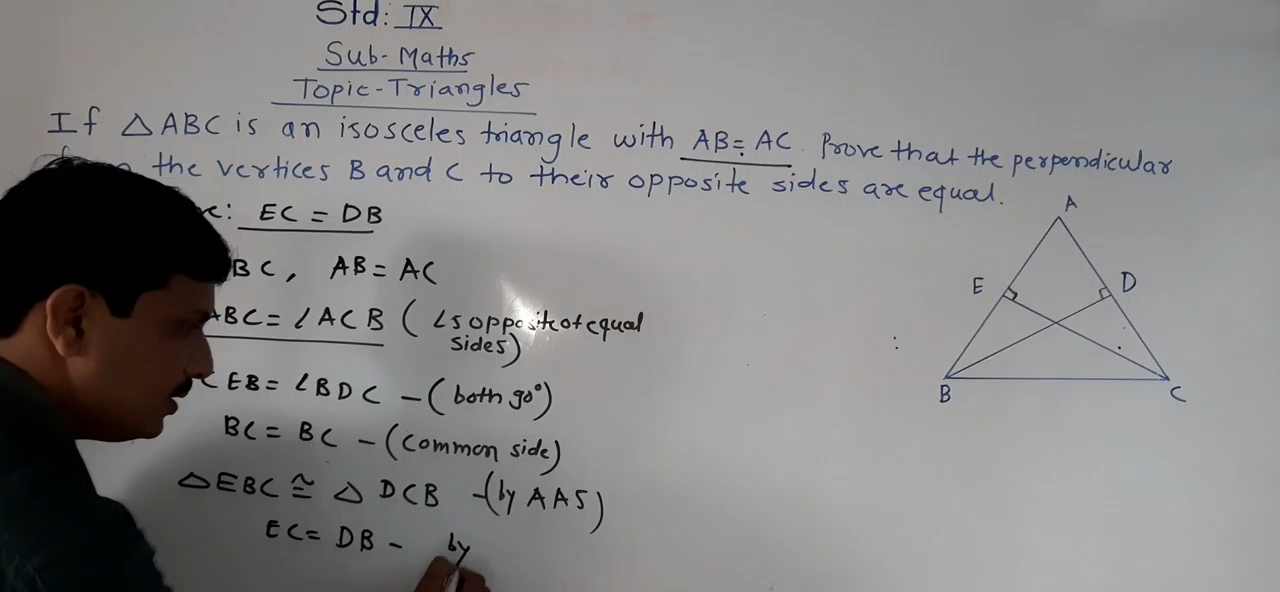 Std: IX
Sub-Maths
Topic-Triangles
If △ABC is an isosceles triangle with AB = AC. Prove that the perpendicular
the vertices B and C to their opposite sides are equal.
EC = DB
BC, AB = AC
ABC = ∠ACB (∠s opposite of equal
sides)
EB = ∠BDC - (both 90°)
BC = BC - (common side)
△EBC ≅ △DCB - (by AAS)
EC = DB - by
A
E
D
B
C